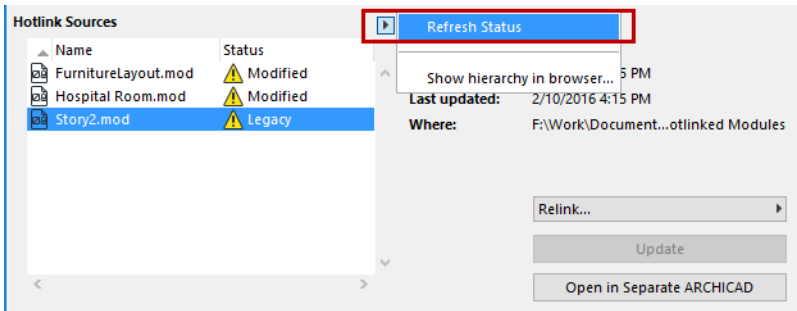 Hotlink Sources
Refresh Status
Name Status
FurnitureLayout.mod Modified
Show hierarchy in browser... 5 PM
Hospital Room.mod Modified
Last updated: 2/10/2016 4:15 PM
Story2.mod Legacy
Where: F:\Work\Document...otlinked Modules
Relink...
Update
Open in Separate ARCHICAD